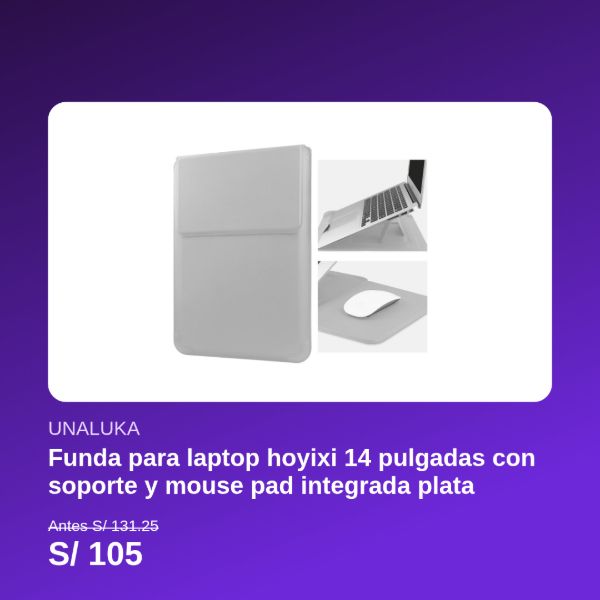 UNALUKA
Funda para laptop hoyixi 14 pulgadas con
soporte y mouse pad integrada plata
Antes S/ 131.25
S/ 105